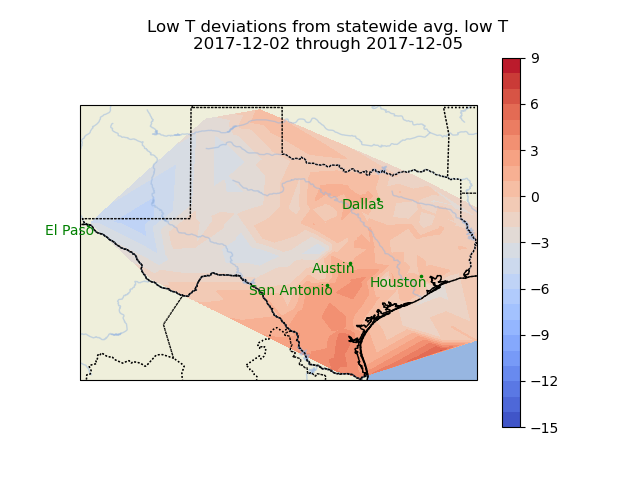 Low T deviations from statewide avg. low T
2017-12-02 through 2017-12-05
9
6
3
0
−3
−6
−9
−12
−15
Dallas
El Paso
Austin
San Antonio
Houston